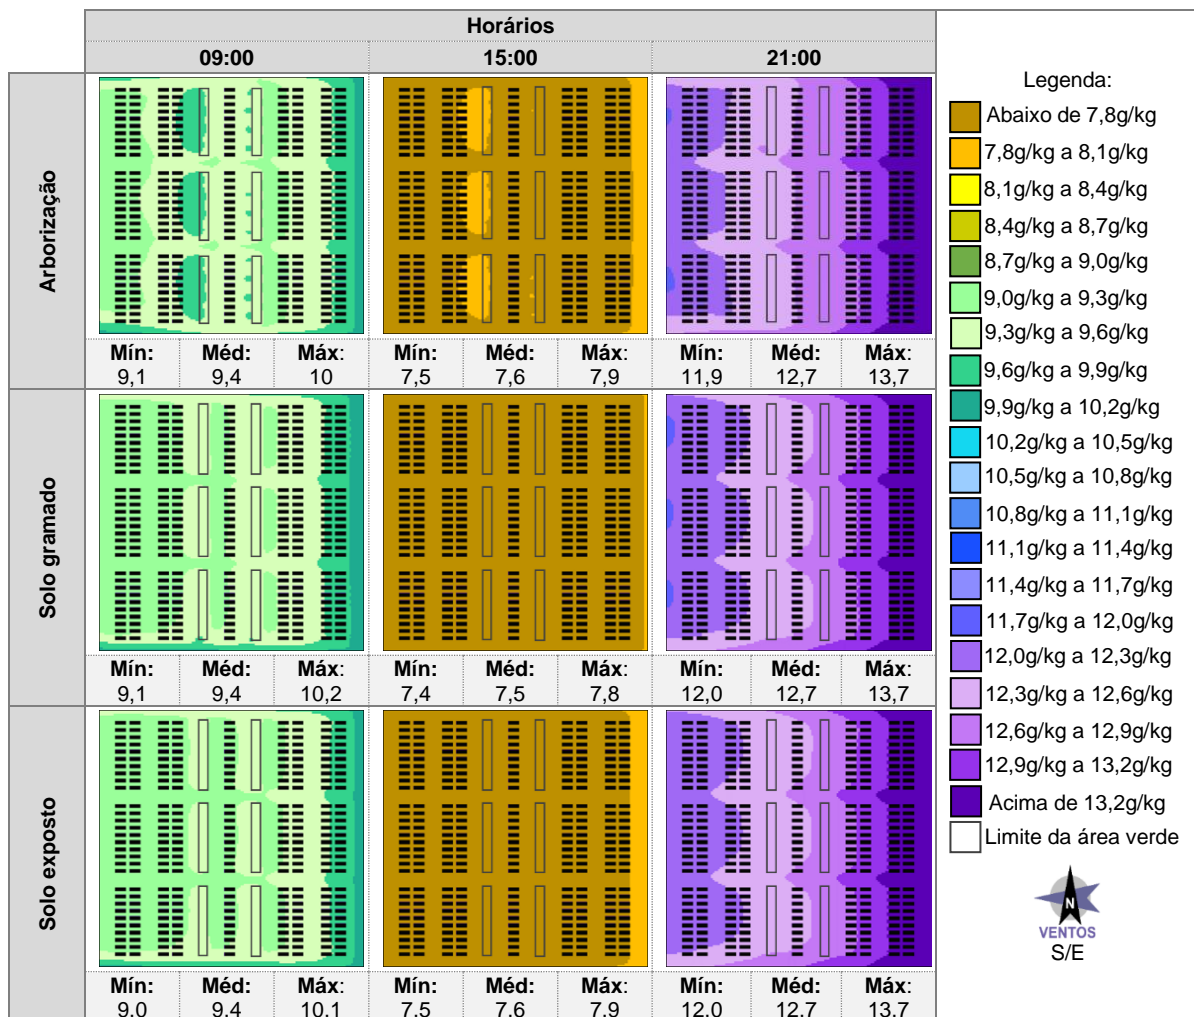 Horários
09:00 15:00 21:00
Arborização
Mín: Méd: Máx: Mín: Méd: Máx: Mín: Méd: Máx:
9,1 9,4 10 7,5 7,6 7,9 11,9 12,7 13,7
Solo gramado
Mín: Méd: Máx: Mín: Méd: Máx: Mín: Méd: Máx:
9,1 9,4 10,2 7,4 7,5 7,8 12,0 12,7 13,7
Solo exposto
Mín: Méd: Máx: Mín: Méd: Máx: Mín: Méd: Máx:
9,0 9,4 10,1 7,5 7,6 7,9 12,0 12,7 13,7
Legenda:
Abaixo de 7,8g/kg
7,8g/kg a 8,1g/kg
8,1g/kg a 8,4g/kg
8,4g/kg a 8,7g/kg
8,7g/kg a 9,0g/kg
9,0g/kg a 9,3g/kg
9,3g/kg a 9,6g/kg
9,6g/kg a 9,9g/kg
9,9g/kg a 10,2g/kg
10,2g/kg a 10,5g/kg
10,5g/kg a 10,8g/kg
10,8g/kg a 11,1g/kg
11,1g/kg a 11,4g/kg
11,4g/kg a 11,7g/kg
11,7g/kg a 12,0g/kg
12,0g/kg a 12,3g/kg
12,3g/kg a 12,6g/kg
12,6g/kg a 12,9g/kg
12,9g/kg a 13,2g/kg
Acima de 13,2g/kg
Limite da área verde
N
VENTOS
S/E